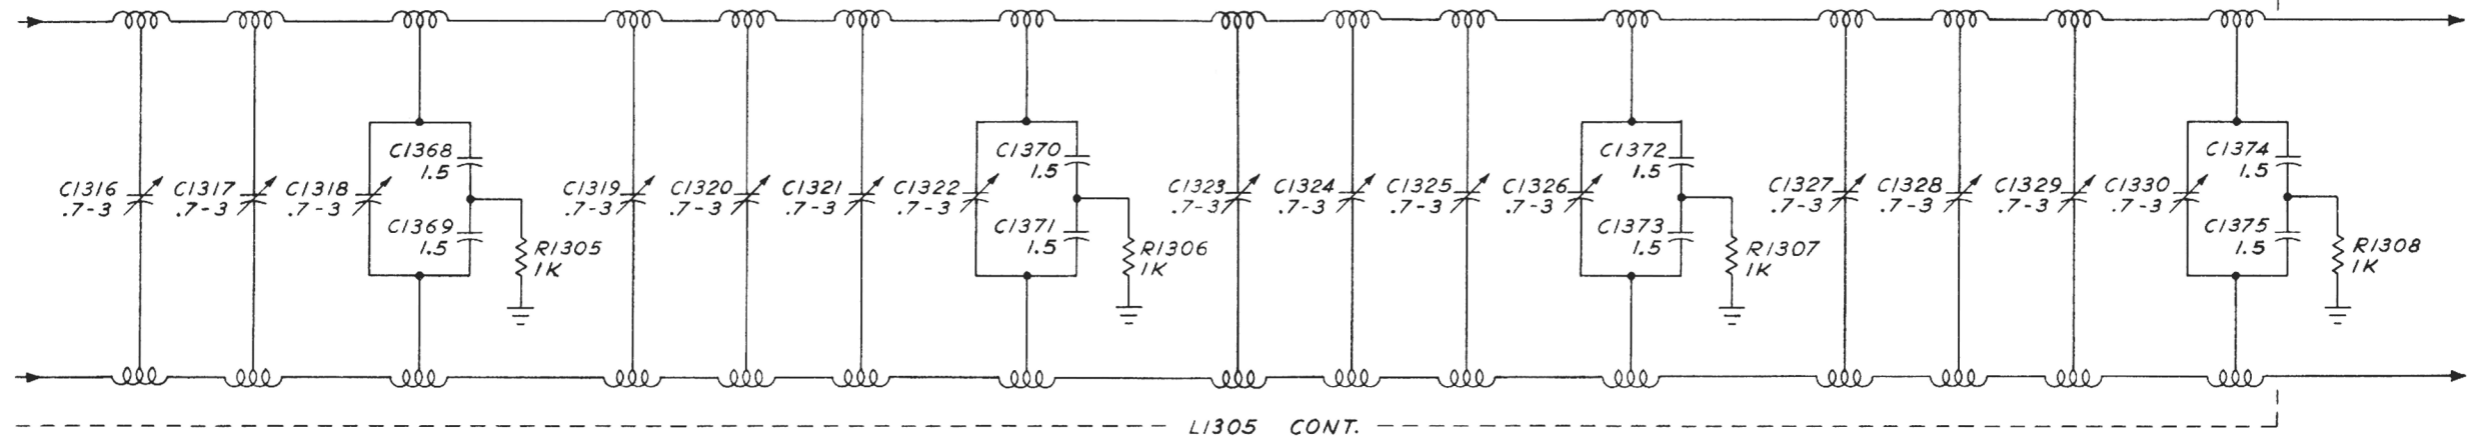 C1316
.7-3
C1317
.7-3
C1318
.7-3
C1368
1.5
C1369
1.5
R1305
1K
C1319
.7-3
C1320
.7-3
C1321
.7-3
C1322
.7-3
C1370
1.5
C1371
1.5
R1306
1K
C1323
.7-3
C1324
.7-3
C1325
.7-3
C1326
.7-3
C1372
1.5
C1373
1.5
R1307
1K
C1327
.7-3
C1328
.7-3
C1329
.7-3
C1330
.7-3
C1374
1.5
C1375
1.5
R1308
1K
L1305 CONT.